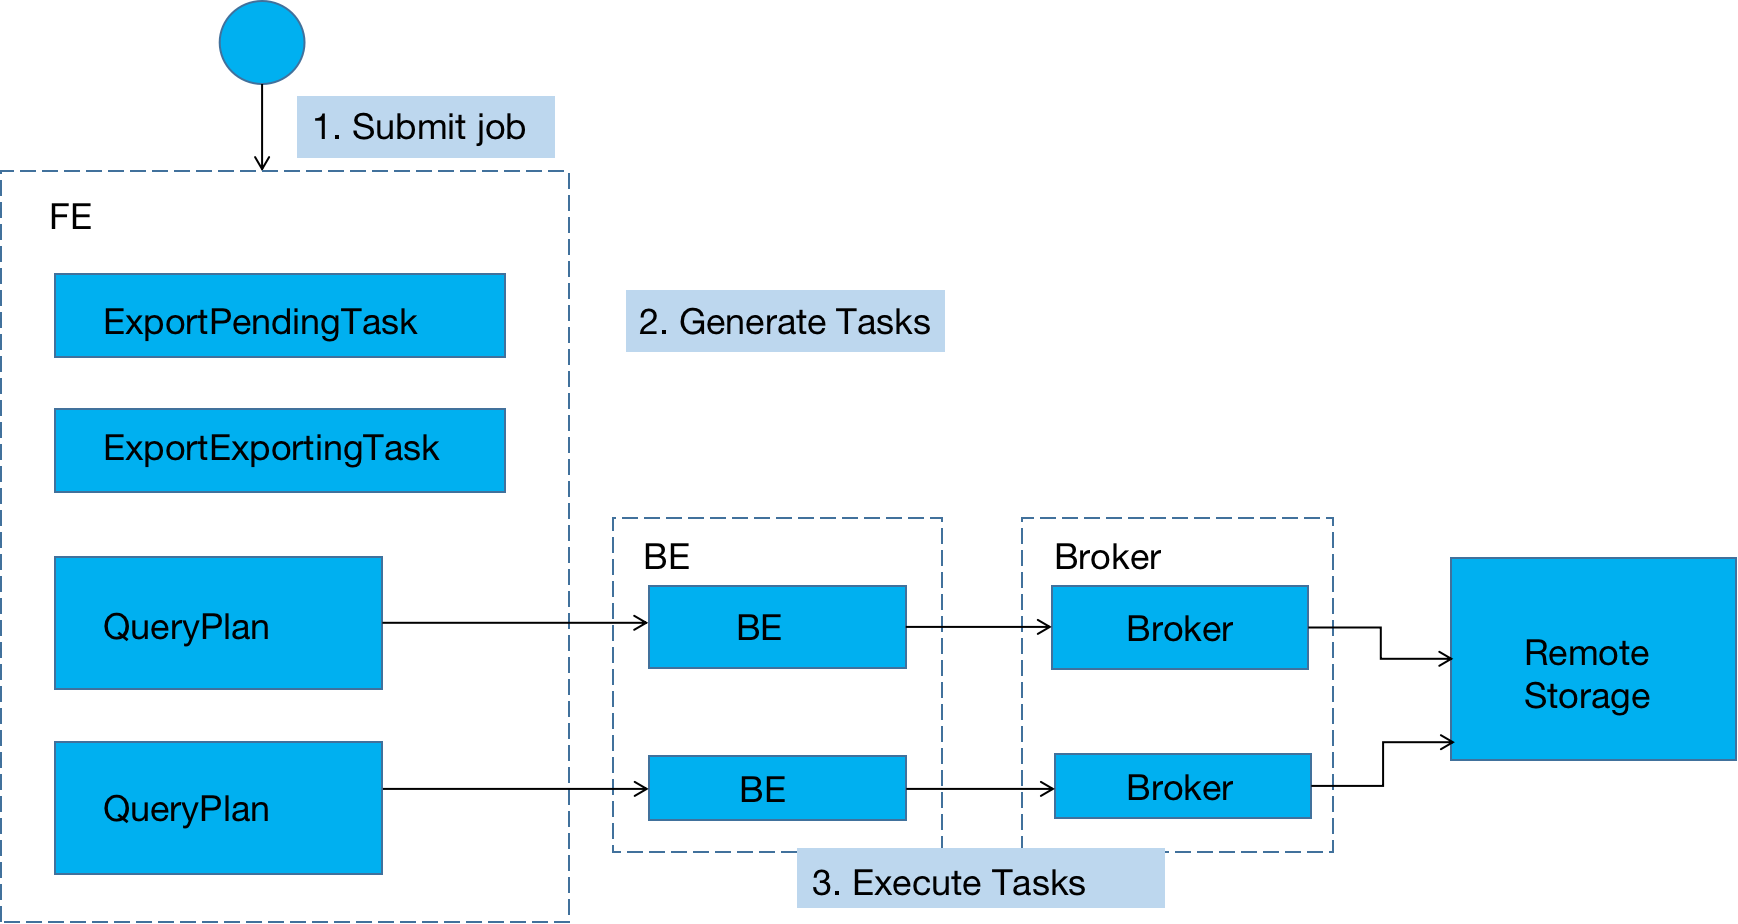 1. Submit job
FE
ExportPendingTask
2. Generate Tasks
ExportExportingTask
BE
Broker
QueryPlan
BE
Broker
Remote
Storage
QueryPlan
BE
Broker
3. Execute Tasks